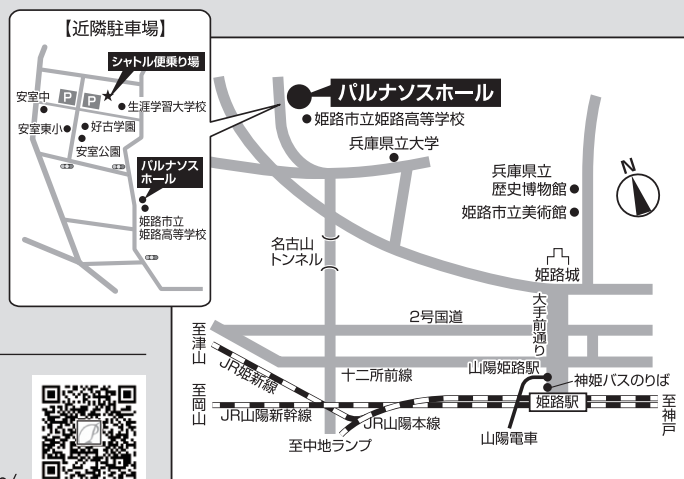 【近隣駐車場】
シャトル便乗り場
安室中
P
P
生涯学習大学校
安室東小
好古学園
安室公園
パルナソス
ホール
姫路市立
姫路高等学校
パルナソスホール
姫路市立姫路高等学校
兵庫県立大学
兵庫県立
歴史博物館
姫路市立美術館
N
名古山
トンネル
姫路城
大手前通り
2号国道
至津山
JR姫新線
十二所前線
山陽姫路駅
神姫バスのりば
至岡山
JR山陽新幹線
JR山陽本線
姫路駅
至神戸
至中地ランプ
山陽電車